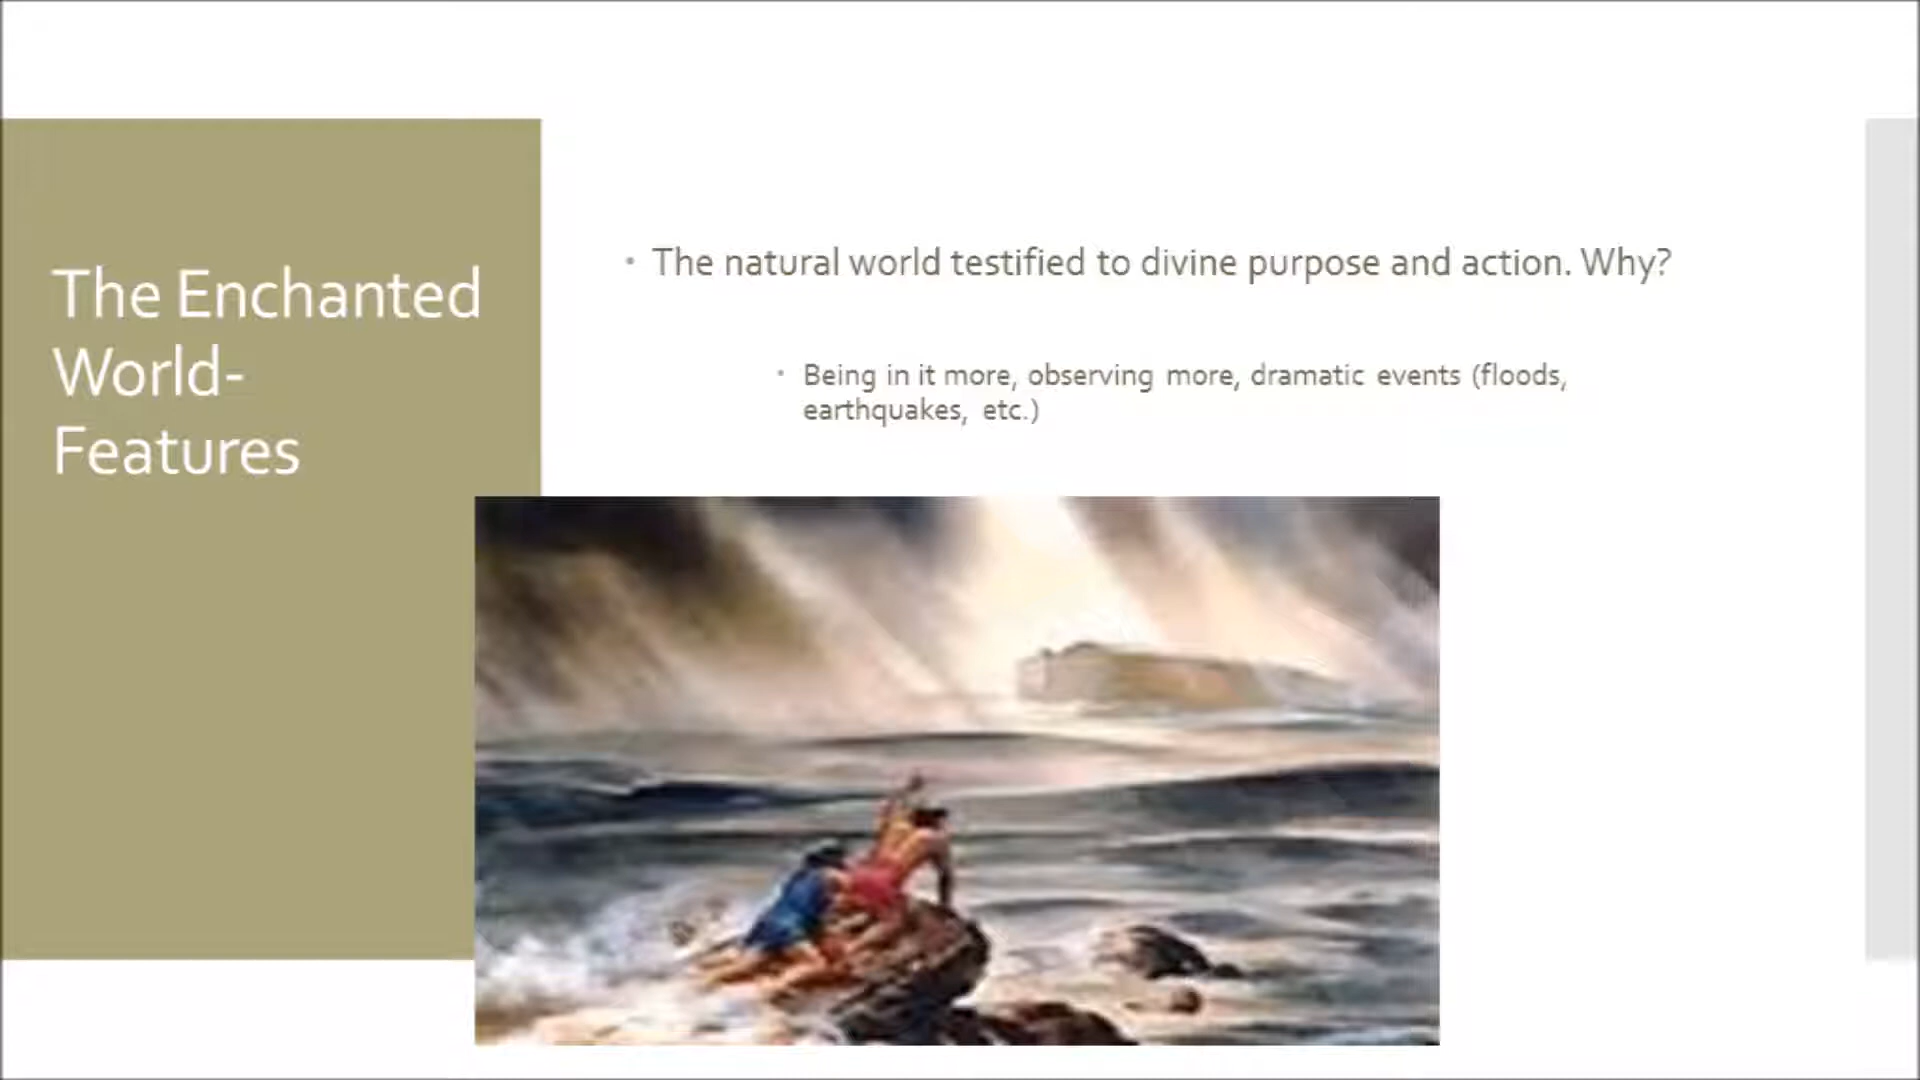 The Enchanted
World-
Features
• The natural world testified to divine purpose and action. Why?
• Being in it more, observing more, dramatic events (floods,
earthquakes, etc.)